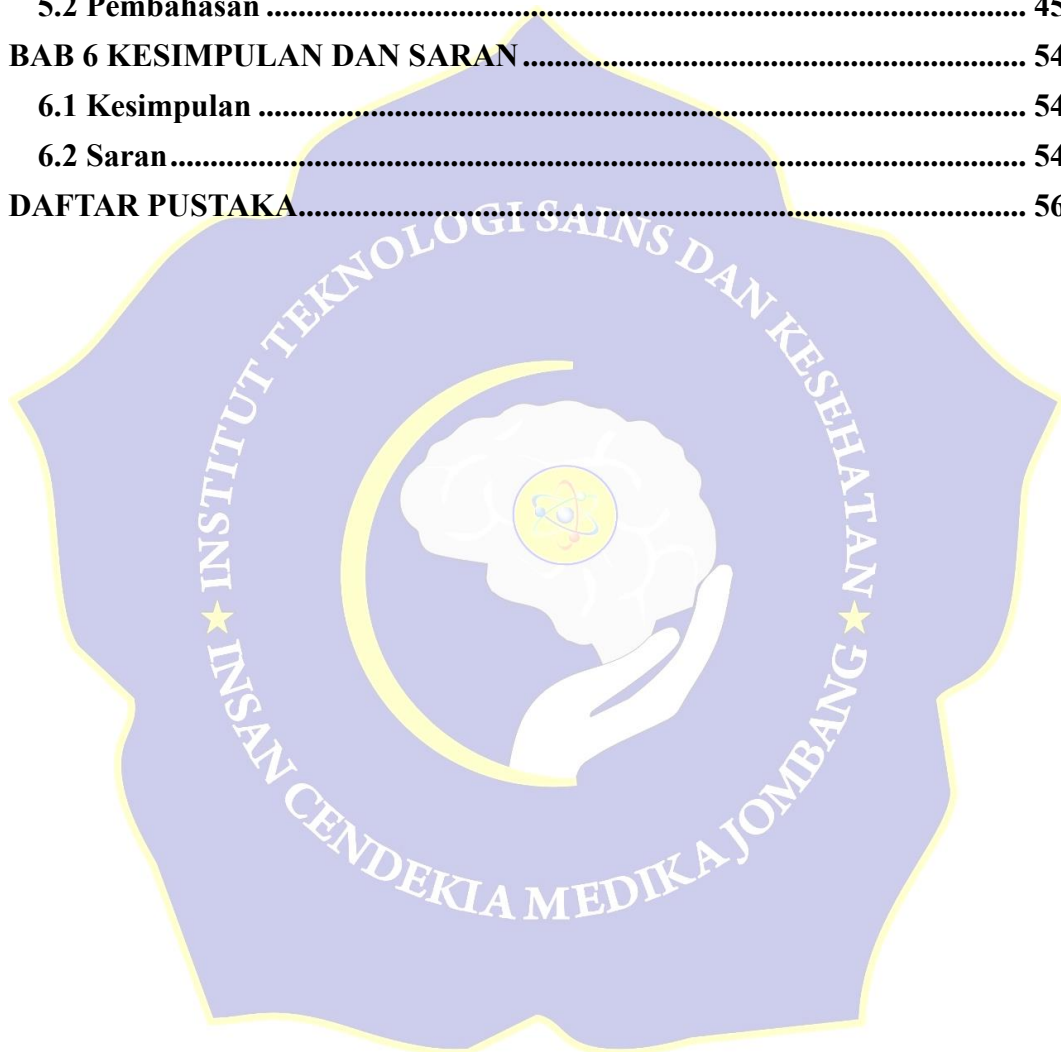 5.2 Pembahasan ........................................................................................ 45
BAB 6 KESIMPULAN DAN SARAN ............................................................... 54
6.1 Kesimpulan ......................................................................................... 54
6.2 Saran ................................................................................................... 54
DAFTAR PUSTAKA ........................................................................................... 56
INSTITUT TEKNOLOGI SAINS DAN KESEHATAN
★ INSAN CENDEKIA MEDIKA JOMBANG ★